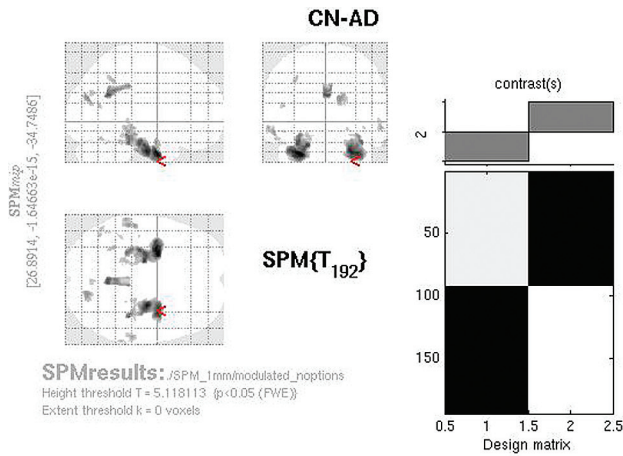 CN-AD
SPMmip
[26.8914, -1.64663e-15, -34.7486]
<
<
<
SPM{T192}
SPMresults: ./SPM_1mm/modulated_noptions
Height threshold T = 5.118113 {p<0.05 (FWE)}
Extent threshold k = 0 voxels
contrast(s)
2
50
100
150
0.5 1 1.5 2 2.5
Design matrix